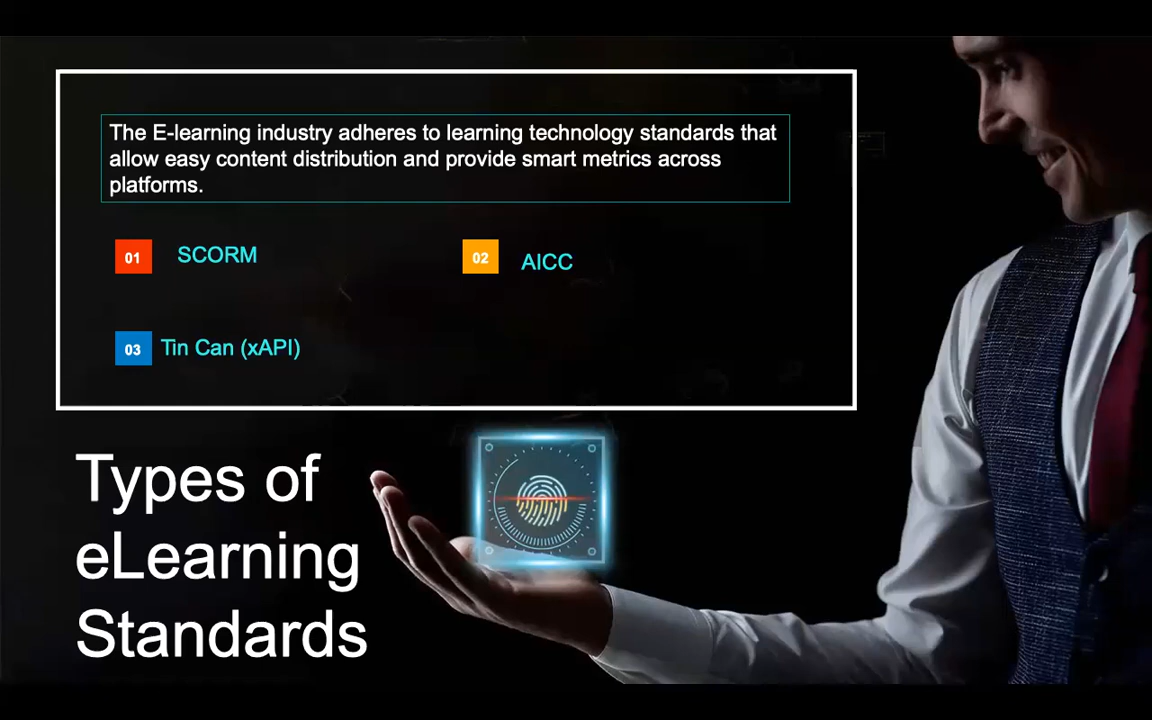 The E-learning industry adheres to learning technology standards that
allow easy content distribution and provide smart metrics across
platforms.
01 SCORM
02 AICC
03 Tin Can (xAPI)
Types of
eLearning
Standards